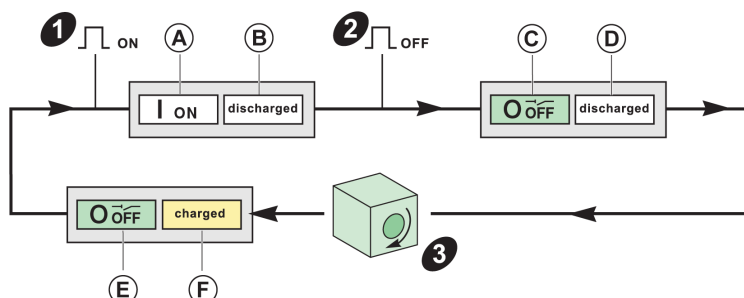 1 ON A B 2 OFF C D
I ON discharged O OFF discharged
O OFF charged
3
E F